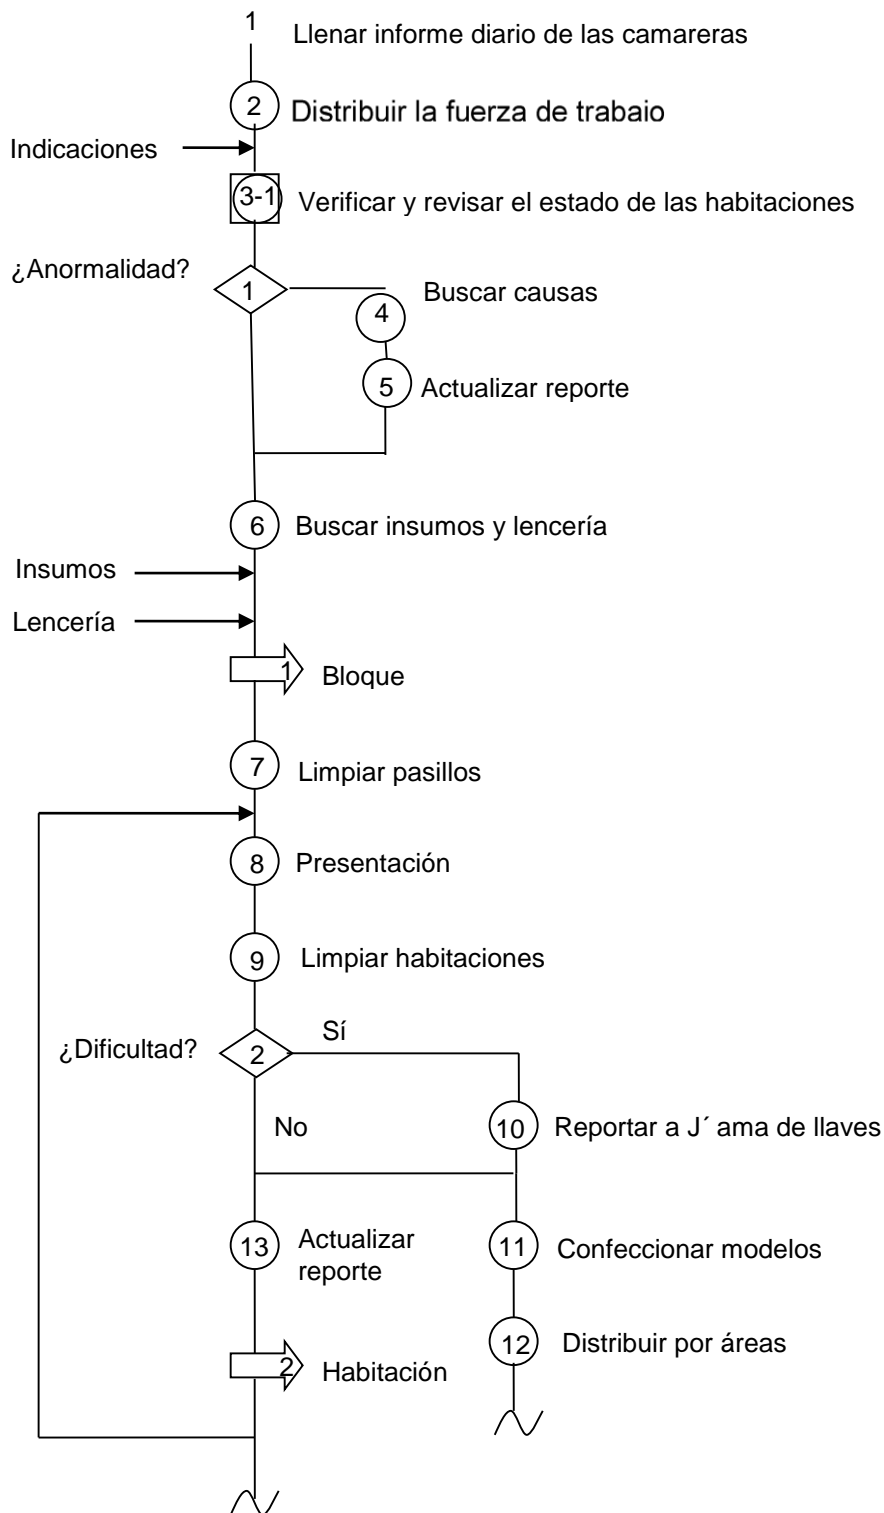 1
Llenar informe diario de las camareras
2
Distribuir la fuerza de trabaio
Indicaciones
3-1
Verificar y revisar el estado de las habitaciones
¿Anormalidad?
1
Buscar causas
4
5
Actualizar reporte
6
Buscar insumos y lencería
Insumos
Lencería
1
Bloque
7
Limpiar pasillos
8
Presentación
9
Limpiar habitaciones
Sí
¿Dificultad?
2
No
10
Reportar a J´ ama de llaves
13
Actualizar
reporte
11
Confeccionar modelos
12
Distribuir por áreas
2
Habitación